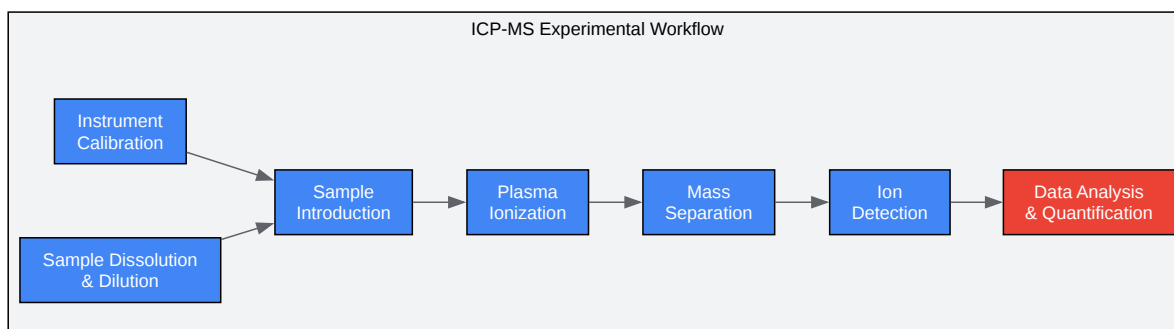 ICP-MS Experimental Workflow
Instrument
Calibration
Sample Dissolution
& Dilution
Sample
Introduction
Plasma
Ionization
Mass
Separation
Ion
Detection
Data Analysis
& Quantification